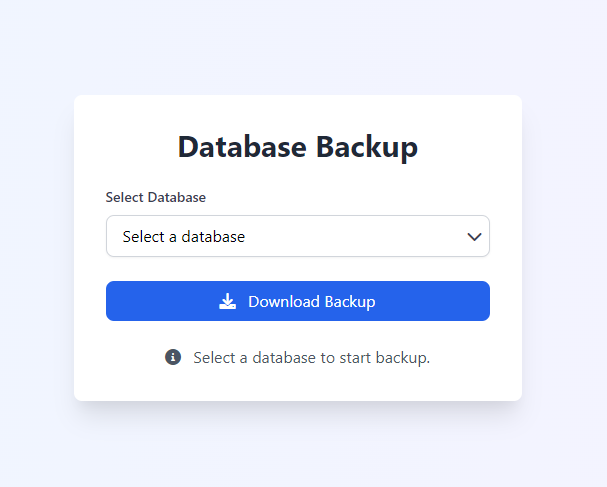 Database Backup
Select Database
Select a database
Download Backup
Select a database to start backup.